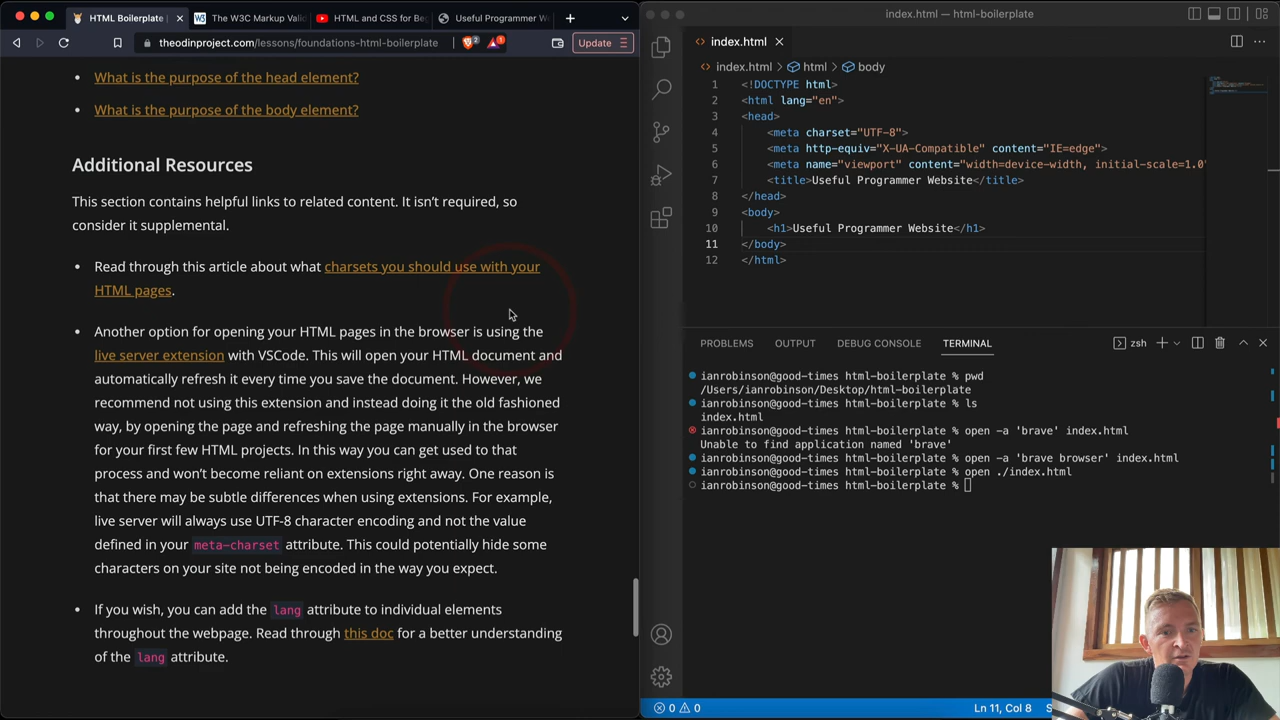 HTML Boilerplate
The W3C Markup Vali
HTML and CSS for Be
Useful Programmer We
theodinproject.com/lessons/foundations-html-boilerplate
2
1
Update
What is the purpose of the head element?
What is the purpose of the body element?
Additional Resources
This section contains helpful links to related content. It isn't required, so
consider it supplemental.
Read through this article about what charsets you should use with your
HTML pages.
Another option for opening your HTML pages in the browser is using the
live server extension with VSCode. This will open your HTML document and
automatically refresh it every time you save the document. However, we
recommend not using this extension and instead doing it the old fashioned
way, by opening the page and refreshing the page manually in the browser
for your first few HTML projects. In this way you can get used to that
process and won't become reliant on extensions right away. One reason is
that there may be subtle differences when using extensions. For example,
live server will always use UTF-8 character encoding and not the value
defined in your meta-charset attribute. This could potentially hide some
characters on your site not being encoded in the way you expect.
If you wish, you can add the lang attribute to individual elements
throughout the webpage. Read through this doc for a better understanding
of the lang attribute.
index.html — html-boilerplate
index.html
index.html > html > body
1 <!DOCTYPE html>
2 <html lang="en">
3 <head>
4 <meta charset="UTF-8">
5 <meta http-equiv="X-UA-Compatible" content="IE=edge">
6 <meta name="viewport" content="width=device-width, initial-scale=1.0"
7 <title>Useful Programmer Website</title>
8 </head>
9 <body>
10 <h1>Useful Programmer Website</h1>
11 </body>
12 </html>
PROBLEMS OUTPUT DEBUG CONSOLE TERMINAL
zsh
ianrobinson@good-times html-boilerplate % pwd
/Users/ianrobinson/Desktop/html-boilerplate
ianrobinson@good-times html-boilerplate % ls
index.html
ianrobinson@good-times html-boilerplate % open -a 'brave' index.html
Unable to find application named 'brave'
ianrobinson@good-times html-boilerplate % open -a 'brave browser' index.html
ianrobinson@good-times html-boilerplate % open ./index.html
ianrobinson@good-times html-boilerplate %
0 0
Ln 11, Col 8